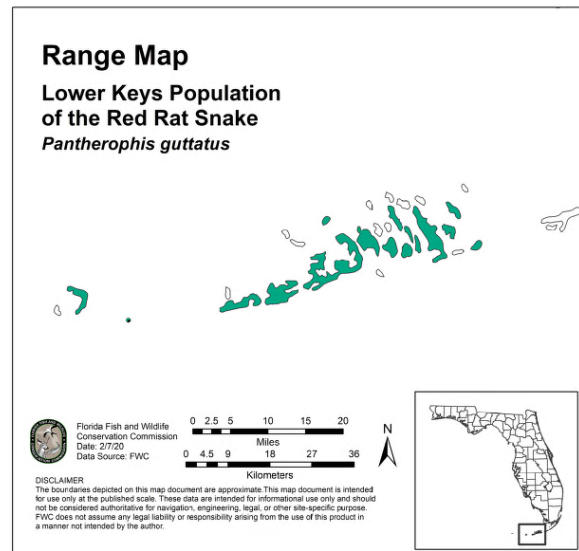 Range Map
Lower Keys Population
of the Red Rat Snake
Pantherophis guttatus
Florida Fish and Wildlife
Conservation Commission
Date: 2/7/20
Data Source: FWC
0 2.5 5 10 15 20
Miles
0 4.5 9 18 27 36
Kilometers
N
DISCLAIMER
The boundaries depicted on this map document are approximate.This map document is intended
for use only at the published scale. These data are intended for informational use only and should
not be considered authoritative for navigation, engineering, legal, or other site-specific purpose.
FWC does not assume any legal liability or responsibility arising from the use of this product in
a manner not intended by the author.